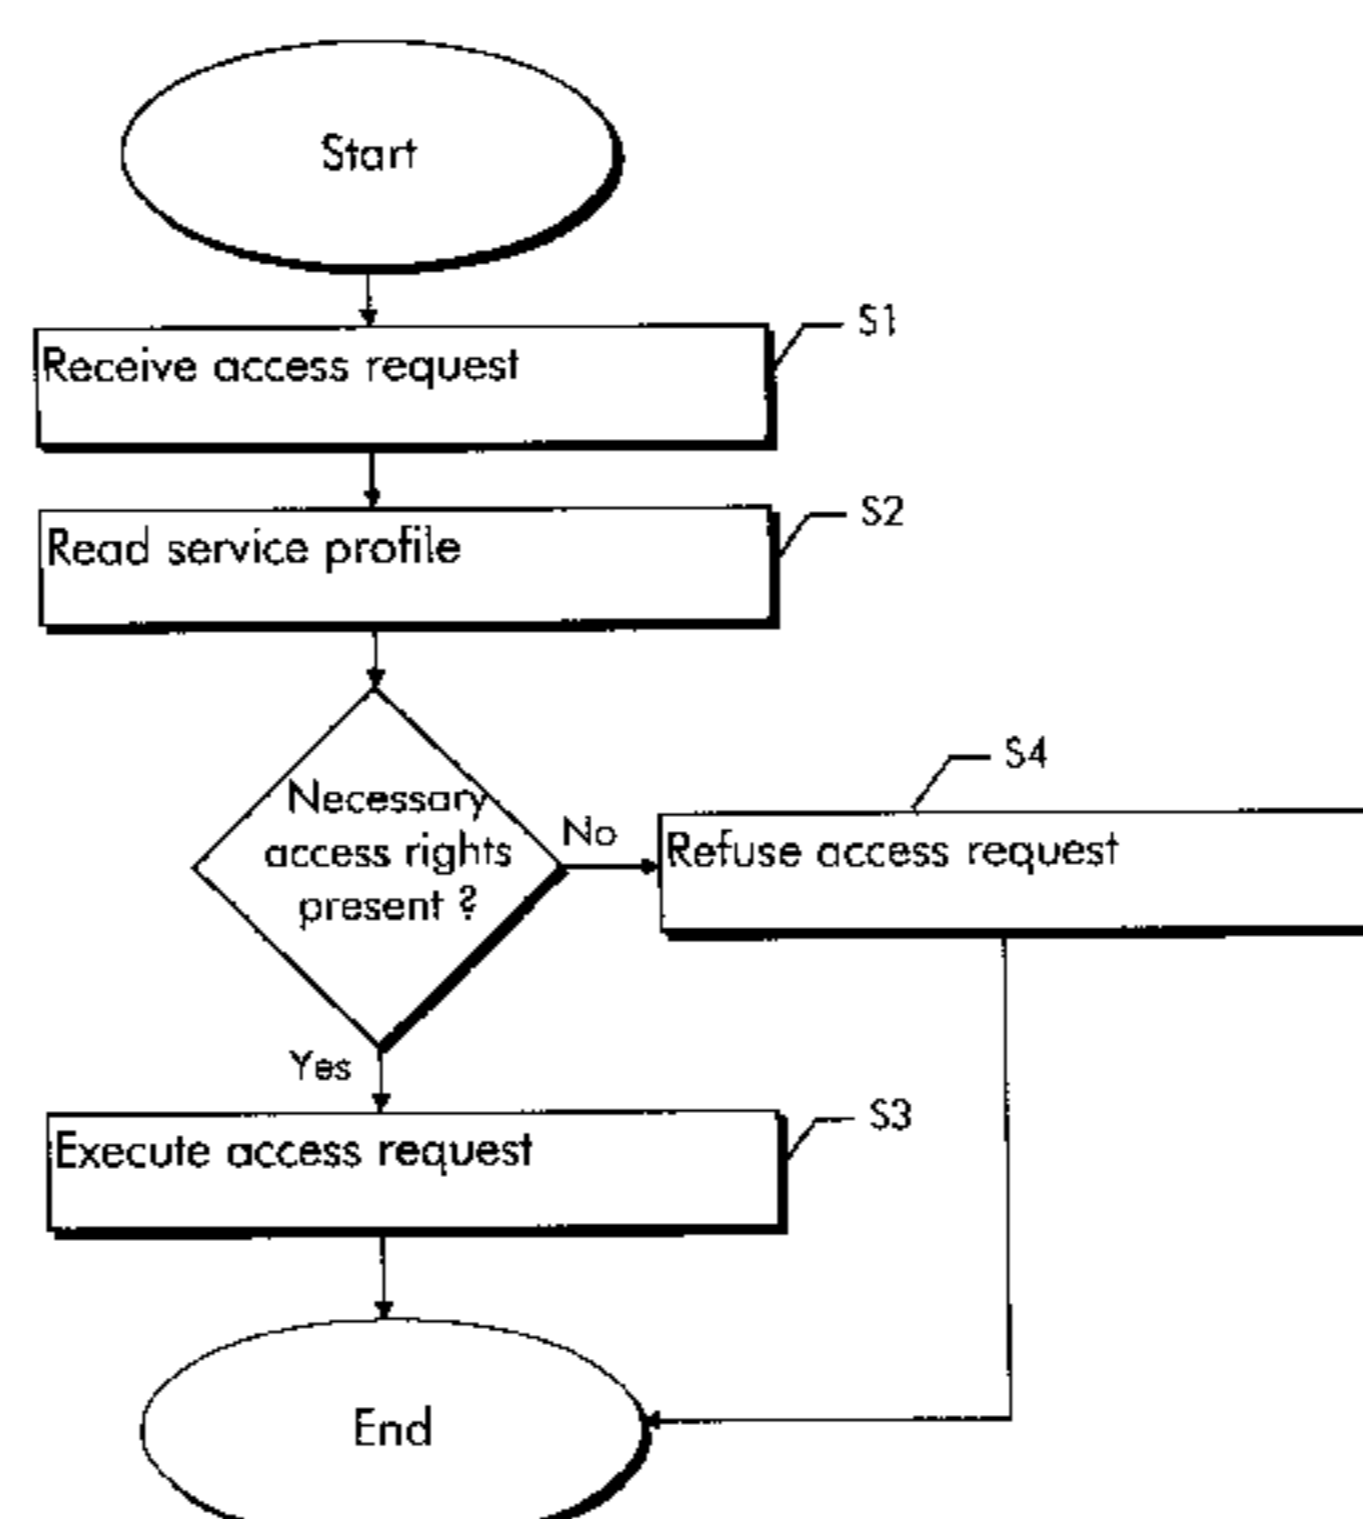 Start
S1
Receive access request
S2
Read service profile
S4
Necessary
access rights
present ?
No
Refuse access request
Yes
S3
Execute access request
End